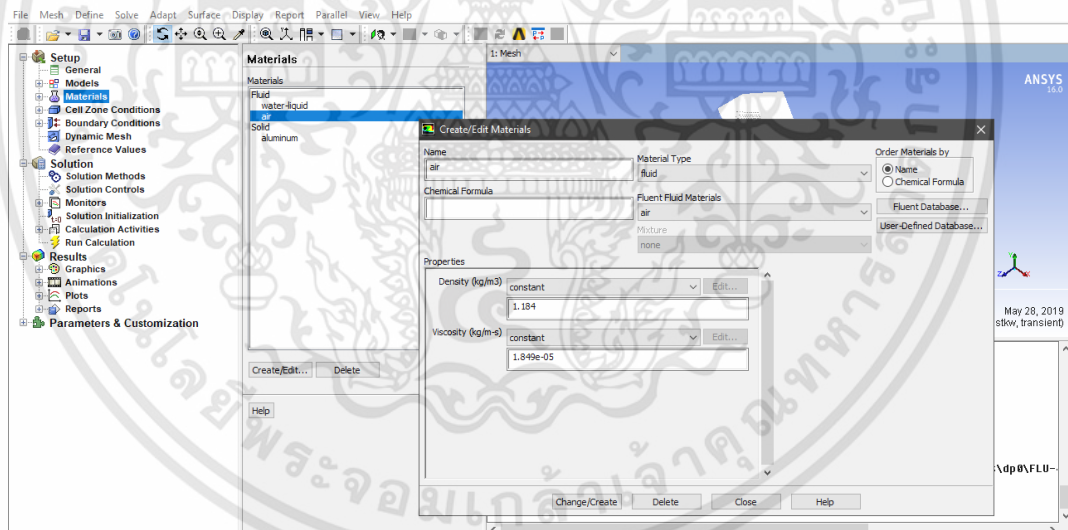 File Mesh Define Solve Adapt Surface Display Report Parallel View Help
Setup
General
Models
Materials
Cell Zone Conditions
Boundary Conditions
Dynamic Mesh
Reference Values
Solution
Solution Methods
Solution Controls
Monitors
Solution Initialization
Calculation Activities
Run Calculation
Results
Graphics
Animations
Plots
Reports
Parameters & Customization
Materials
Materials
Fluid
water-liquid
air
Solid
aluminum
Create/Edit... Delete
Help
1: Mesh
ANSYS
16.0
Create/Edit Materials
Name
air
Chemical Formula
Material Type
fluid
Fluent Fluid Materials
air
Mixture
none
Order Materials by
Name
Chemical Formula
Fluent Database...
User-Defined Database...
Properties
Density (kg/m3) constant Edit...
1.184
Viscosity (kg/m-s) constant Edit...
1.849e-05
Change/Create Delete Close Help
May 28, 2019
stkw, transient)
\dp0\FLU-